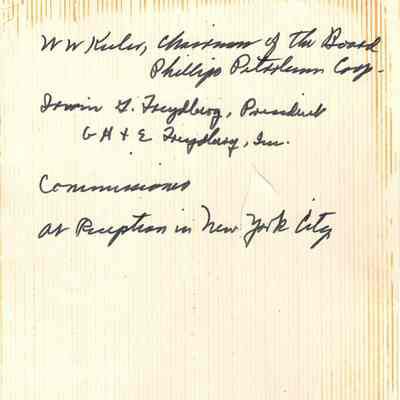 W W Keeler, Chairman of the Board
Phillips Petroleum Corp.
Irwin G. Freydberg, President
G H & E Freydberg, Inc.
Commissioner
at Reception in New York City